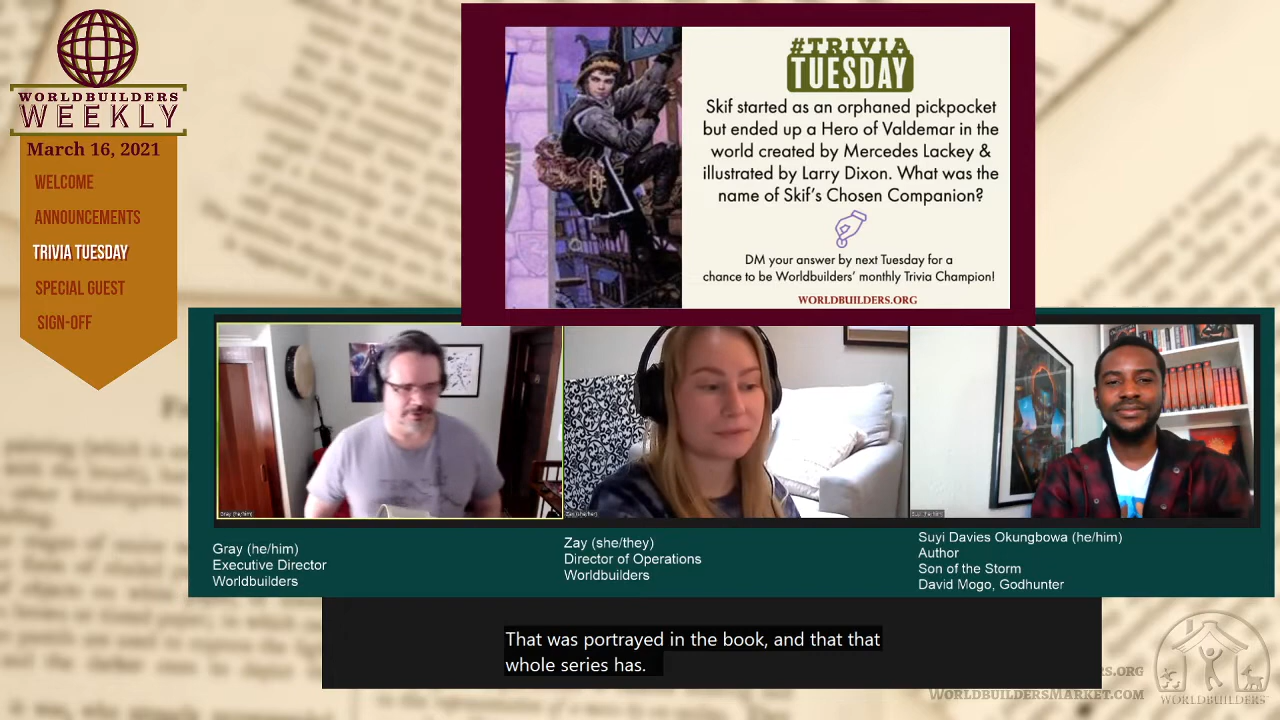 WORLDBUILDERS
WEEKLY
March 16, 2021
WELCOME
ANNOUNCEMENTS
TRIVIA TUESDAY
SPECIAL GUEST
SIGN-OFF
#TRIVIA
TUESDAY
Skif started as an orphaned pickpocket
but ended up a Hero of Valdemar in the
world created by Mercedes Lackey &
illustrated by Larry Dixon. What was the
name of Skif's Chosen Companion?
DM your answer by next Tuesday for a
chance to be Worldbuilders' monthly Trivia Champion!
WORLDBUILDERS.ORG
Gray (he/him)
Gray (he/him)
Executive Director
Worldbuilders
Zay (she/they)
Director of Operations
Worldbuilders
Suyi Davies Okungbowa (he/him)
Author
Son of the Storm
David Mogo, Godhunter
That was portrayed in the book, and that that
whole series has.
RS.ORG
WORLDBUILDERSMARKET.COM
WORLDBUILDERS